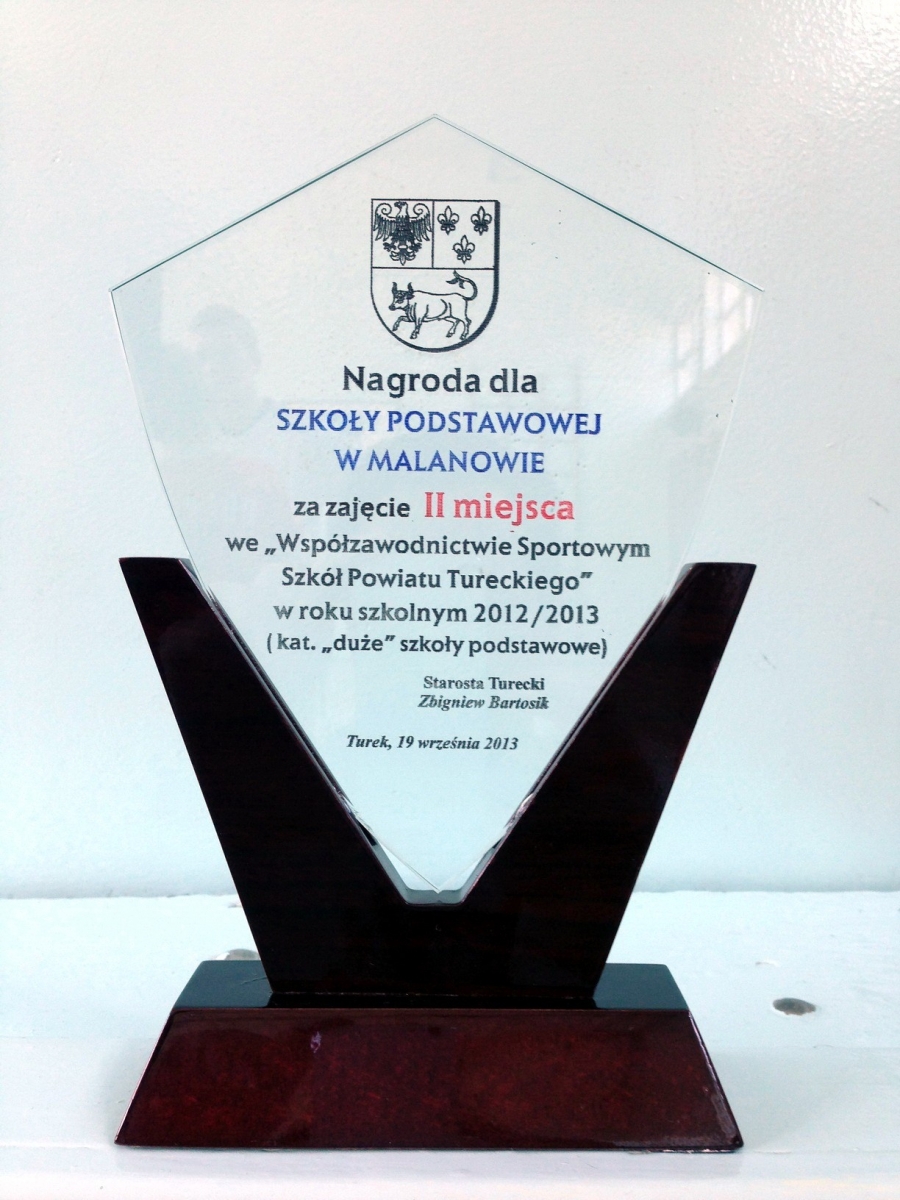 Nagroda dla
SZKOŁY PODSTAWOWEJ
W MALANOWIE
za zajęcie II miejsca
we „Współzawodnictwie Sportowym
Szkół Powiatu Tureckiego”
w roku szkolnym 2012/2013
( kat. „duże” szkoły podstawowe)
Starosta Turecki
Zbigniew Bartosik
Turek, 19 września 2013